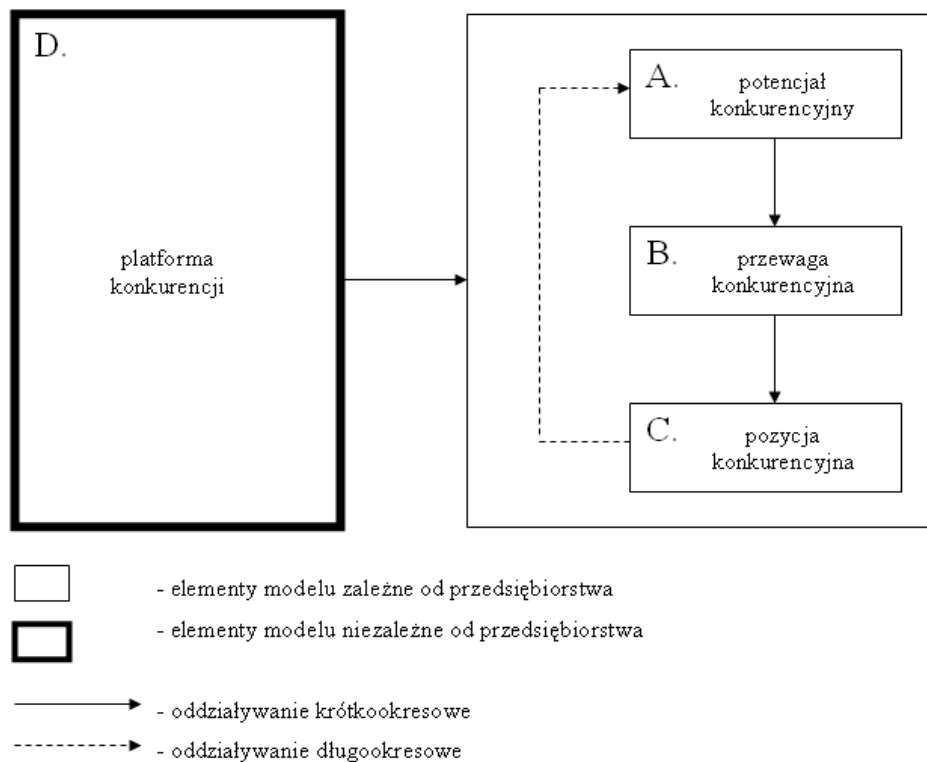 D.
platforma
konkurencji
A.
potencjał
konkurencyjny
B.
przewaga
konkurencyjna
C.
pozycja
konkurencyjna
- elementy modelu zależne od przedsiębiorstwa
- elementy modelu niezależne od przedsiębiorstwa
- oddziaływanie krótkookresowe
- oddziaływanie długookresowe